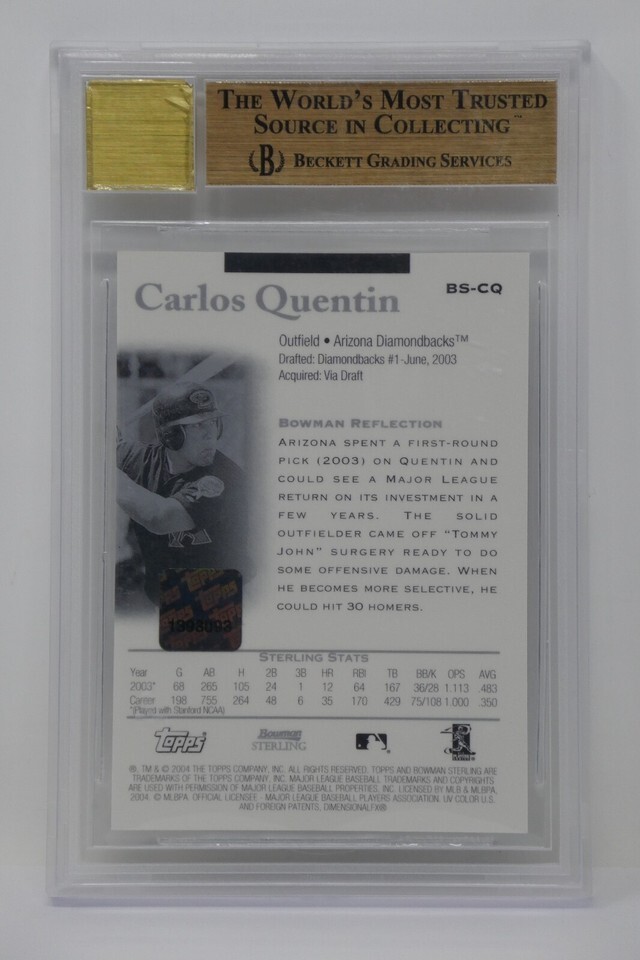 THE WORLD'S MOST TRUSTED
SOURCE IN COLLECTING™
B BECKETT GRADING SERVICES
Carlos Quentin
BS-CQ
Outfield • Arizona Diamondbacks™
Drafted: Diamondbacks #1-June, 2003
Acquired: Via Draft
BOWMAN REFLECTION
ARIZONA SPENT A FIRST-ROUND
PICK (2003) ON QUENTIN AND
COULD SEE A MAJOR LEAGUE
RETURN ON ITS INVESTMENT IN A
FEW YEARS. THE SOLID
OUTFIELDER CAME OFF "TOMMY
JOHN" SURGERY READY TO DO
SOME OFFENSIVE DAMAGE. WHEN
HE BECOMES MORE SELECTIVE, HE
COULD HIT 30 HOMERS.
STERLING STATS
Year G AB H 2B 3B HR RBI TB BB/K OPS AVG
2003* 68 265 105 24 1 12 64 167 36/28 1.113 .483
Career 198 755 264 48 6 35 170 429 75/108 1.000 .350
*(Played with Stanford NCAA)
Topps
Bowman
STERLING
®, TM & © 2004 THE TOPPS COMPANY, INC. ALL RIGHTS RESERVED. TOPPS AND BOWMAN STERLING ARE
TRADEMARKS OF THE TOPPS COMPANY, INC. MAJOR LEAGUE BASEBALL TRADEMARKS AND COPYRIGHTS
ARE USED WITH PERMISSION OF MAJOR LEAGUE BASEBALL PROPERTIES, INC. LICENSED BY MLB & MLBPA,
2004. © MLBPA. OFFICIAL LICENSEE - MAJOR LEAGUE BASEBALL PLAYERS ASSOCIATION. UV COLOR U.S.
AND FOREIGN PATENTS, DIMENSIONALFX®